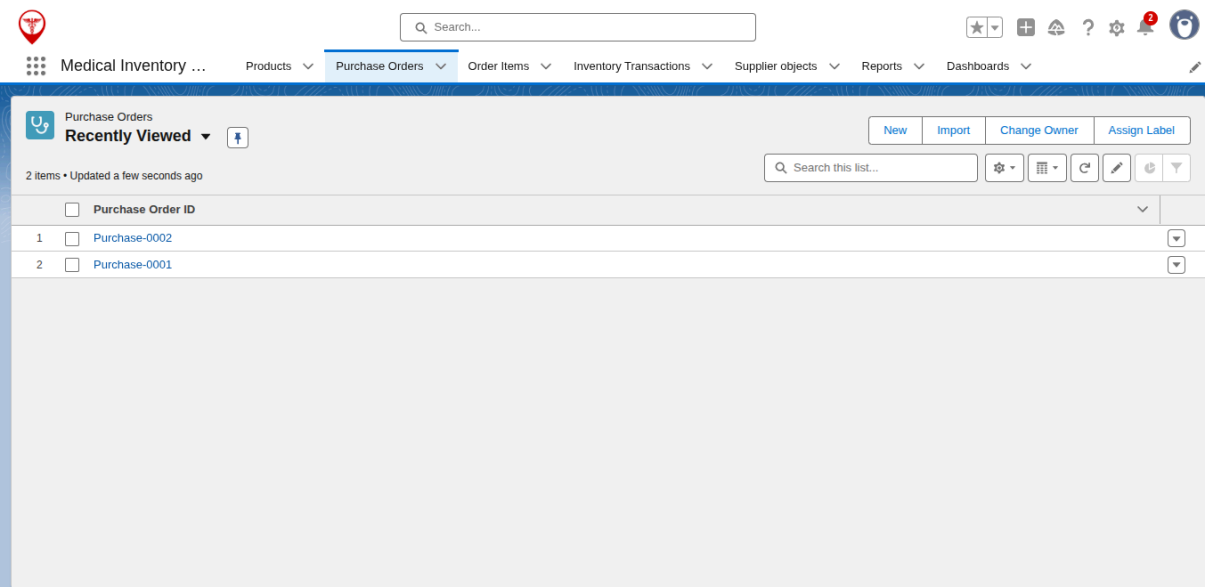 Search...
2
Medical Inventory ...
Products
Purchase Orders
Order Items
Inventory Transactions
Supplier objects
Reports
Dashboards
Purchase Orders
Recently Viewed
New
Import
Change Owner
Assign Label
2 items • Updated a few seconds ago
Search this list...
Purchase Order ID
1 Purchase-0002
2 Purchase-0001